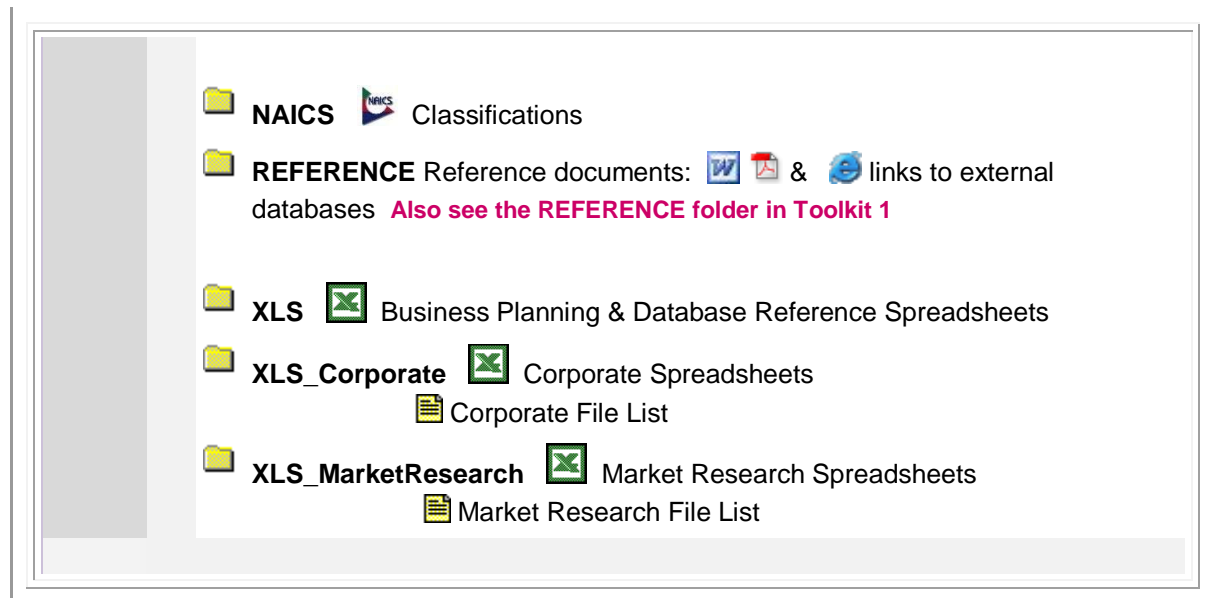 NAICS NAICS Classifications
REFERENCE Reference documents: W & links to external
databases Also see the REFERENCE folder in Toolkit 1
XLS Business Planning & Database Reference Spreadsheets
XLS_Corporate Corporate Spreadsheets
Corporate File List
XLS_MarketResearch Market Research Spreadsheets
Market Research File List